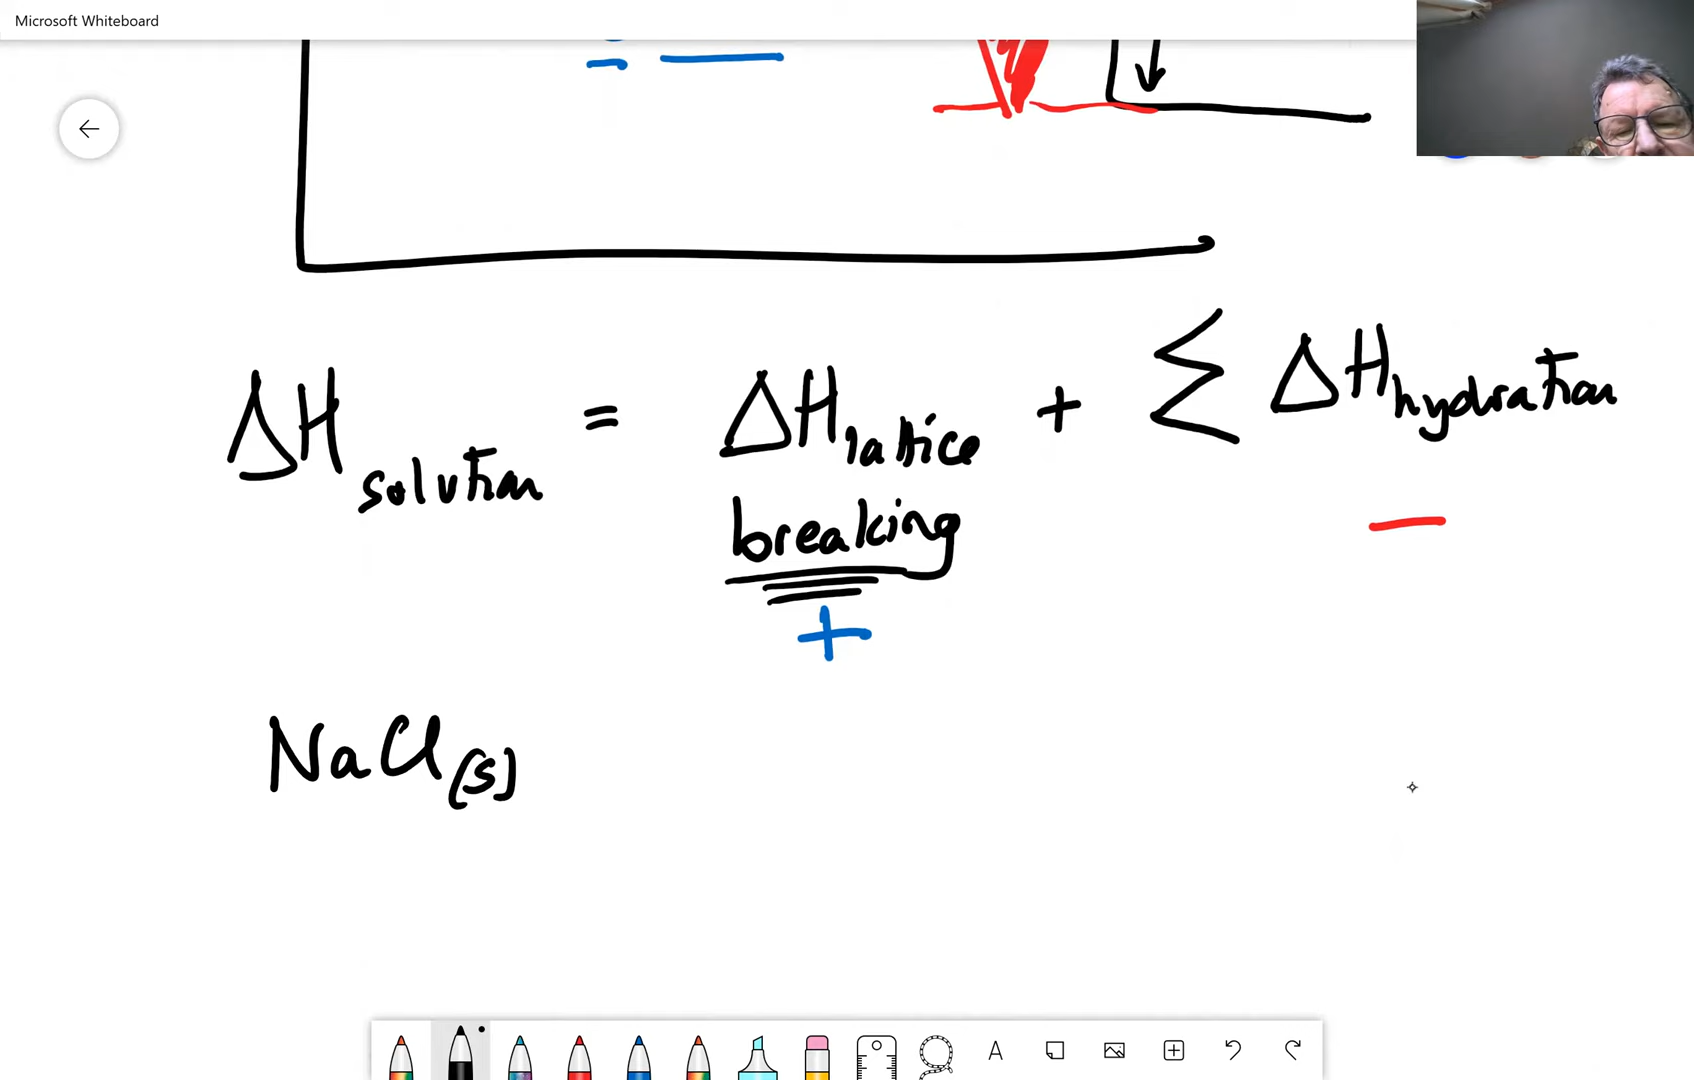 Microsoft Whiteboard
ΔH solution = ΔH lattice + Σ ΔH hydration
breaking
+ −
NaCl (s)
A